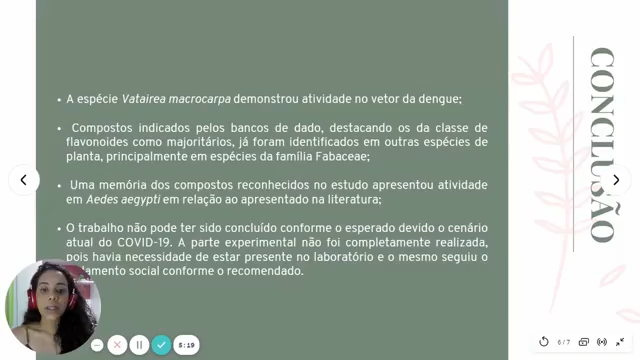 A espécie Vatairea macrocarpa demonstrou atividade no vetor da dengue;
Compostos indicados pelos bancos de dado, destacando os da classe de
flavonoides como majoritários, já foram identificados em outras espécies de
planta, principalmente em espécies da família Fabaceae;
Uma memória dos compostos reconhecidos no estudo apresentou atividade
em Aedes aegypti em relação ao apresentado na literatura;
O trabalho não pode ter sido concluído conforme o esperado devido o cenário
atual do COVID-19. A parte experimental não foi completamente realizada,
pois havia necessidade de estar presente no laboratório e o mesmo seguiu o
social conforme o recomendado.
CONCLUSÃO
5:19
6/7